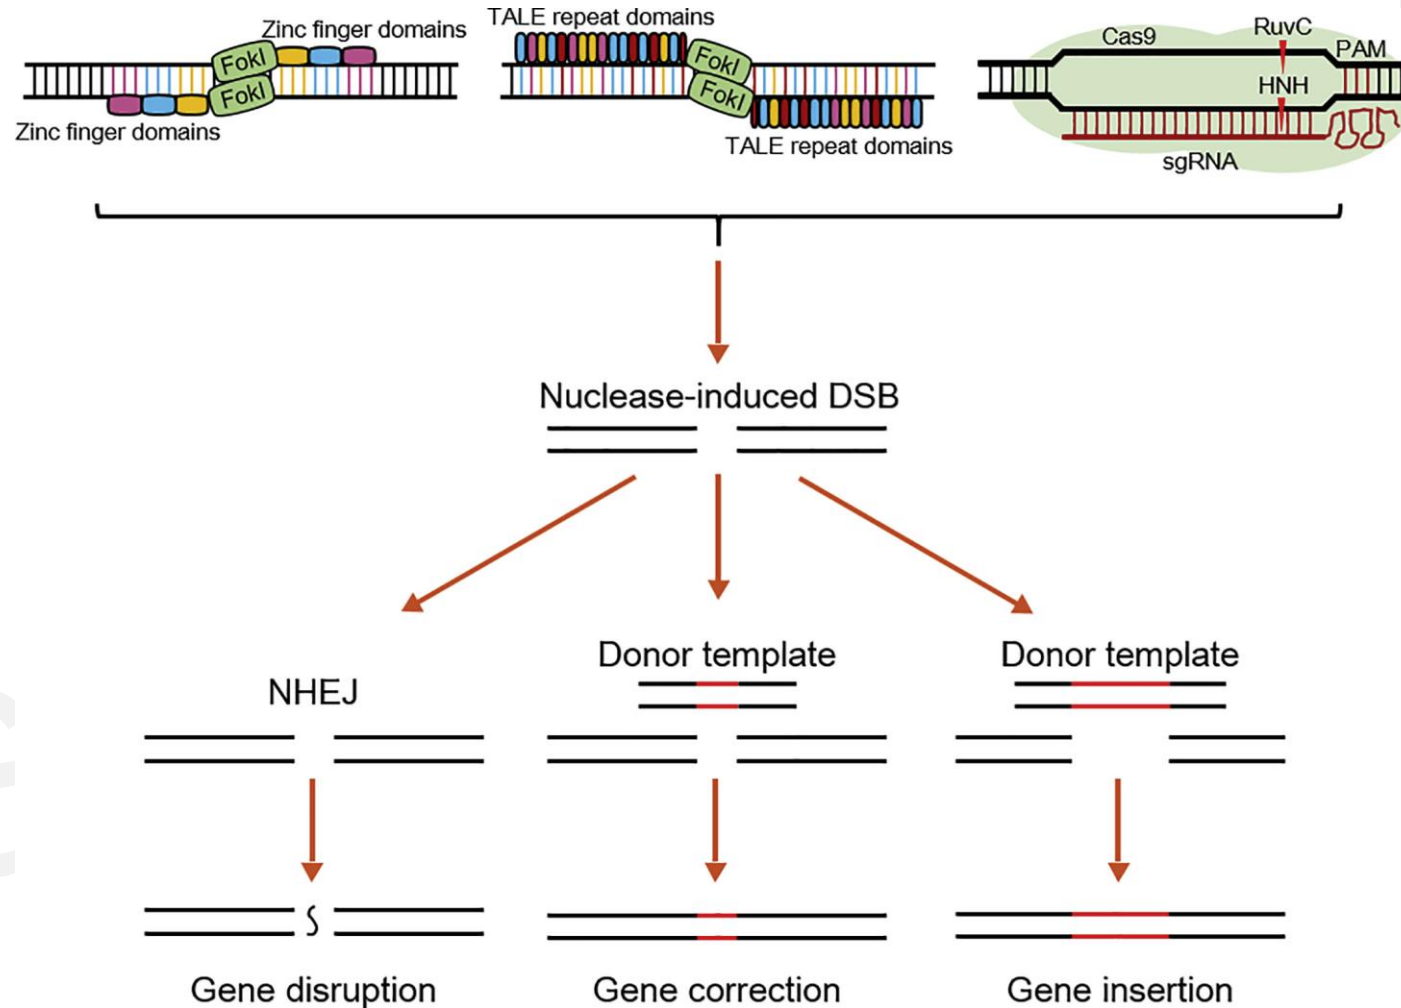 Zinc finger domains
FokI
FokI
Zinc finger domains
TALE repeat domains
FokI
FokI
TALE repeat domains
Cas9
RuvC
PAM
HNH
sgRNA
Nuclease-induced DSB
NHEJ
Donor template
Donor template
Gene disruption
Gene correction
Gene insertion